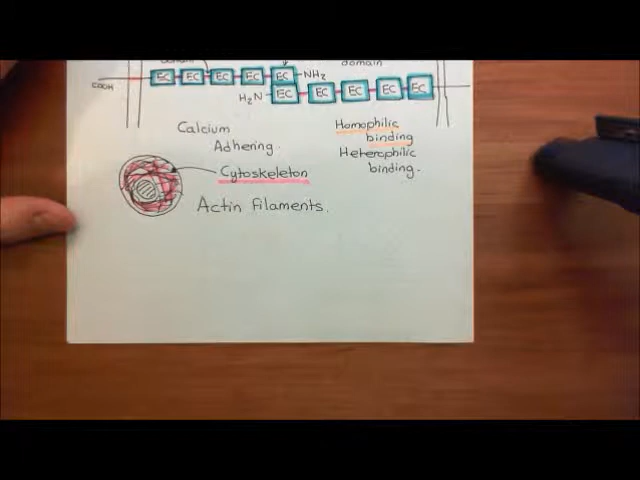 domain
domain
COOH EC EC EC EC EC NH₂
H₂N EC EC EC EC EC
Calcium
Adhering.
Homophilic
binding
Heterophilic
binding.
Cytoskeleton
Actin Filaments.